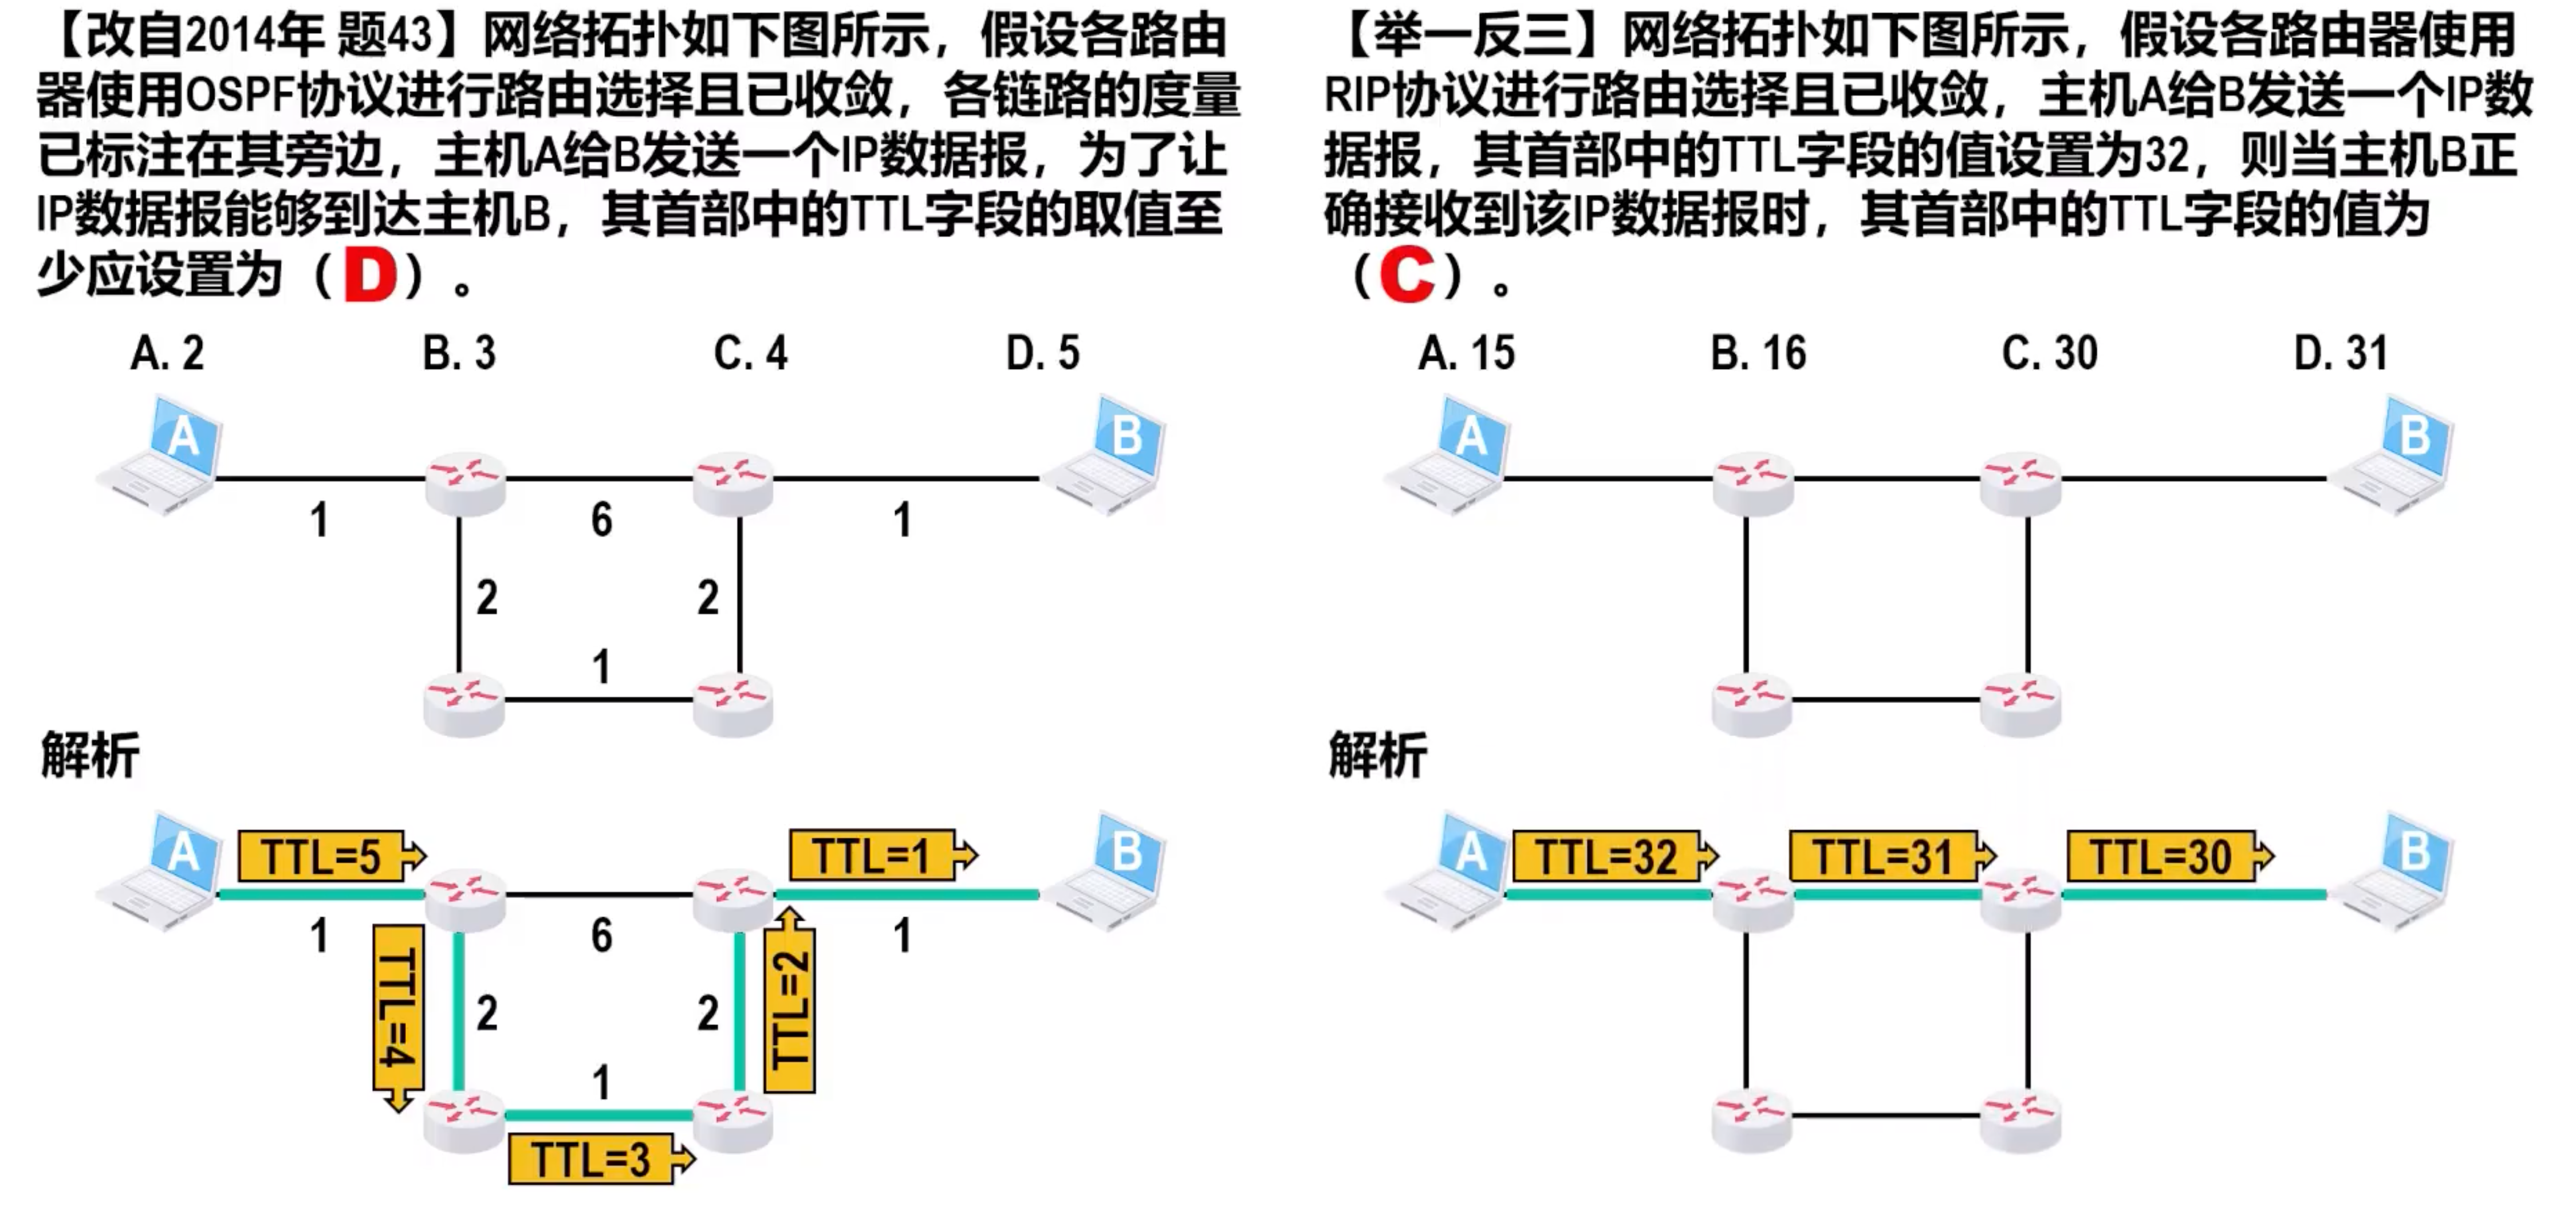 【改自2014年 题43】网络拓扑如下图所示，假设各路由
器使用OSPF协议进行路由选择且已收敛，各链路的度量
已标注在其旁边，主机A给B发送一个IP数据报，为了让
IP数据报能够到达主机B，其首部中的TTL字段的取值至
少应设置为（D）。
A. 2 B. 3 C. 4 D. 5
A B
1 6 1
2 2
1
解析
A TTL=5 TTL=1 B
1 6 1
TTL=4 2 2 TTL=2
1
TTL=3
【举一反三】网络拓扑如下图所示，假设各路由器使用
RIP协议进行路由选择且已收敛，主机A给B发送一个IP数
据报，其首部中的TTL字段的值设置为32，则当主机B正
确接收到该IP数据报时，其首部中的TTL字段的值为
（C）。
A. 15 B. 16 C. 30 D. 31
A B
解析
A TTL=32 TTL=31 TTL=30 B